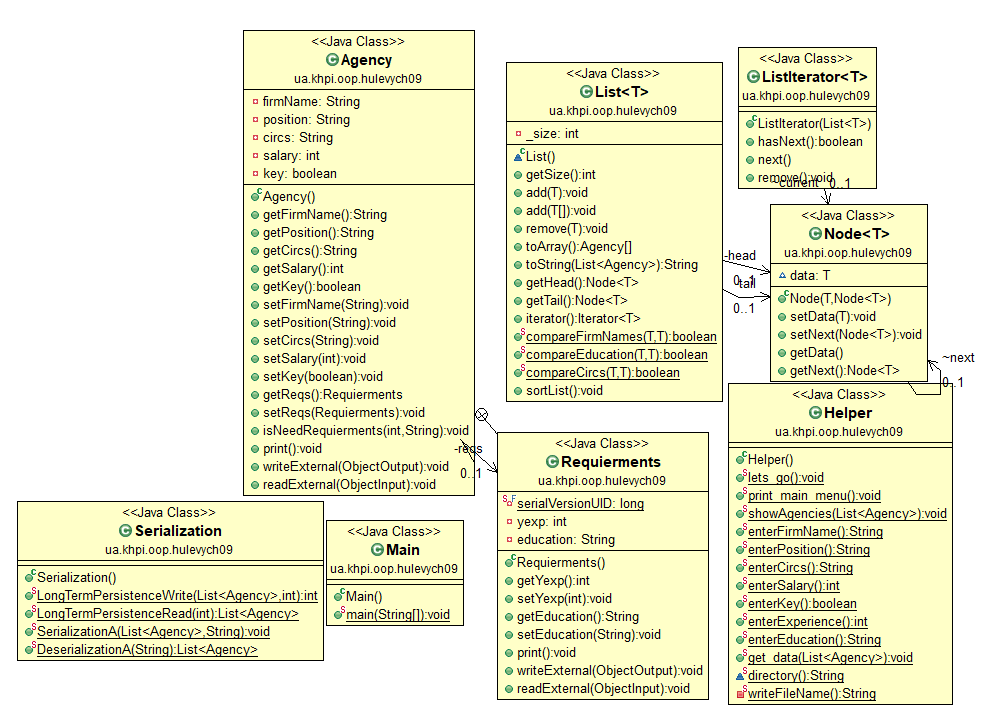 <<Java Class>>
Agency
ua.khpi.oop.hulevych09
firmName: String
position: String
circs: String
salary: int
key: boolean
Agency()
getFirmName():String
getPosition():String
getCircs():String
getSalary():int
getKey():boolean
setFirmName(String):void
setPosition(String):void
setCircs(String):void
setSalary(int):void
setKey(boolean):void
getReqs():Requierments
setReqs(Requierments):void
isNeedRequierments(int,String):void
print():void
writeExternal(ObjectOutput):void
readExternal(ObjectInput):void
<<Java Class>>
List<T>
ua.khpi.oop.hulevych09
_size: int
List()
getSize():int
add(T):void
add(T[]):void
remove(T):void
toArray():Agency[]
toString(List<Agency>):String
getHead():Node<T>
getTail():Node<T>
iterator():Iterator<T>
compareFirmNames(T,T):boolean
compareEducation(T,T):boolean
compareCircs(T,T):boolean
sortList():void
<<Java Class>>
ListIterator<T>
ua.khpi.oop.hulevych09
ListIterator(List<T>)
hasNext():boolean
next()
remove():void
~current
0..1
<<Java Class>>
Node<T>
ua.khpi.oop.hulevych09
data: T
Node(T,Node<T>)
setData(T):void
setNext(Node<T>):void
getData()
getNext():Node<T>
-head
0..1
-tail
0..1
~next
0..1
-reqs
0..1
<<Java Class>>
Requierments
ua.khpi.oop.hulevych09
serialVersionUID: long
yexp: int
education: String
Requierments()
getYexp():int
setYexp(int):void
getEducation():String
setEducation(String):void
print():void
writeExternal(ObjectOutput):void
readExternal(ObjectInput):void
<<Java Class>>
Helper
ua.khpi.oop.hulevych09
Helper()
lets_go():void
print_main_menu():void
showAgencies(List<Agency>):void
enterFirmName():String
enterPosition():String
enterCircs():String
enterSalary():int
enterKey():boolean
enterExperience():int
enterEducation():String
get_data(List<Agency>):void
directory():String
writeFileName():String
<<Java Class>>
Serialization
ua.khpi.oop.hulevych09
Serialization()
LongTermPersistenceWrite(List<Agency>,int):int
LongTermPersistenceRead(int):List<Agency>
SerializationA(List<Agency>,String):void
DeserializationA(String):List<Agency>
<<Java Class>>
Main
ua.khpi.oop.hulevych09
Main()
main(String[]):void